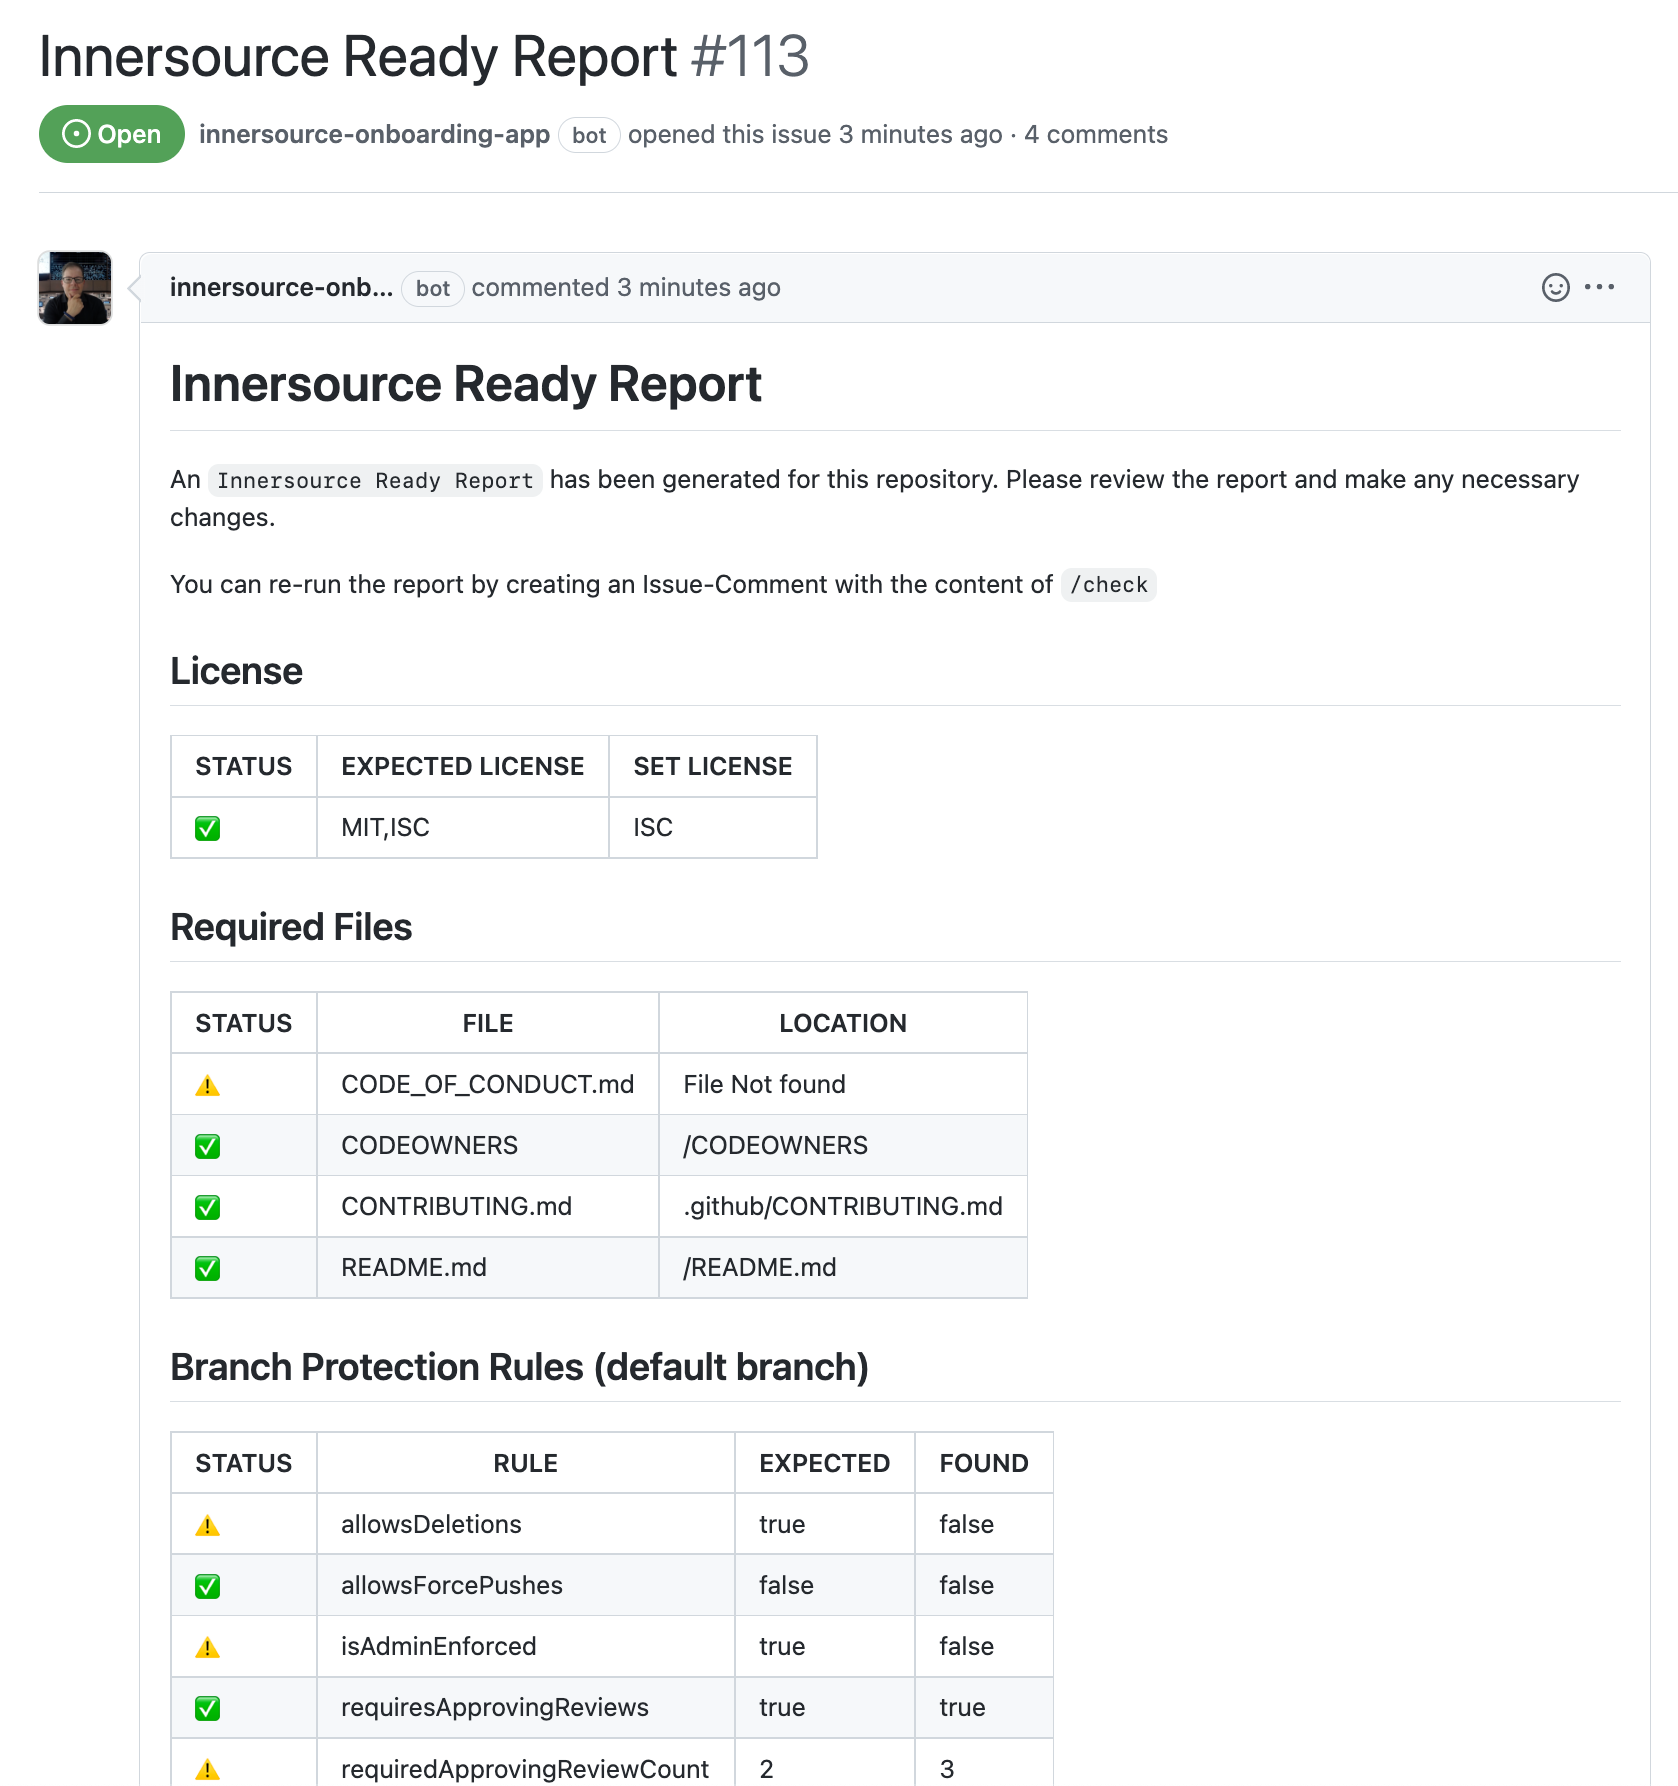 Innersource Ready Report #113
Open innersource-onboarding-app bot opened this issue 3 minutes ago · 4 comments
innersource-onb... bot commented 3 minutes ago
Innersource Ready Report
An Innersource Ready Report has been generated for this repository. Please review the report and make any necessary
changes.
You can re-run the report by creating an Issue-Comment with the content of /check
License
STATUS EXPECTED LICENSE SET LICENSE
✅ MIT,ISC ISC
Required Files
STATUS FILE LOCATION
⚠️ CODE_OF_CONDUCT.md File Not found
✅ CODEOWNERS /CODEOWNERS
✅ CONTRIBUTING.md .github/CONTRIBUTING.md
✅ README.md /README.md
Branch Protection Rules (default branch)
STATUS RULE EXPECTED FOUND
⚠️ allowsDeletions true false
✅ allowsForcePushes false false
⚠️ isAdminEnforced true false
✅ requiresApprovingReviews true true
⚠️ requiredApprovingReviewCount 2 3